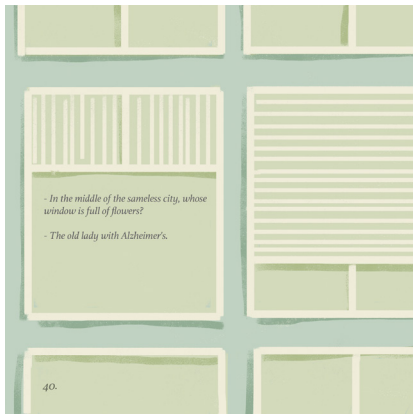 - In the middle of the sameless city, whose
window is full of flowers?
- The old lady with Alzheimer's.
40.